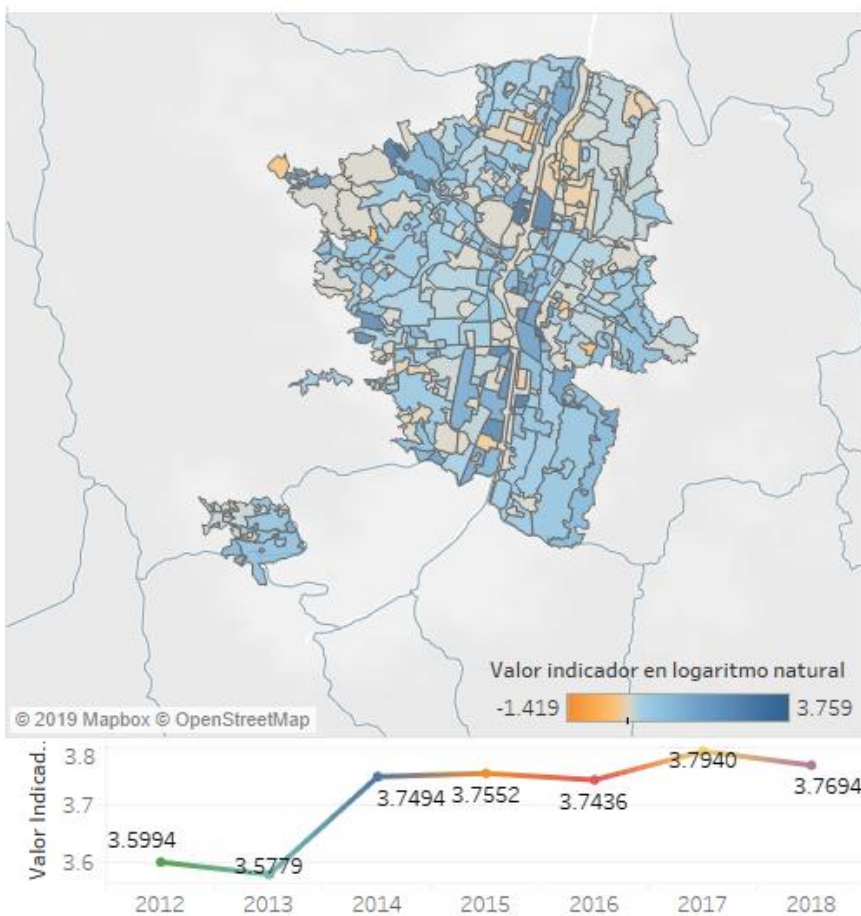 Valor indicador en logaritmo natural
-1.419 3.759
© 2019 Mapbox © OpenStreetMap
Valor Indicad..
3.8
3.7
3.6
3.5994
3.5779
3.7494
3.7552
3.7436
3.7940
3.7694
2012 2013 2014 2015 2016 2017 2018